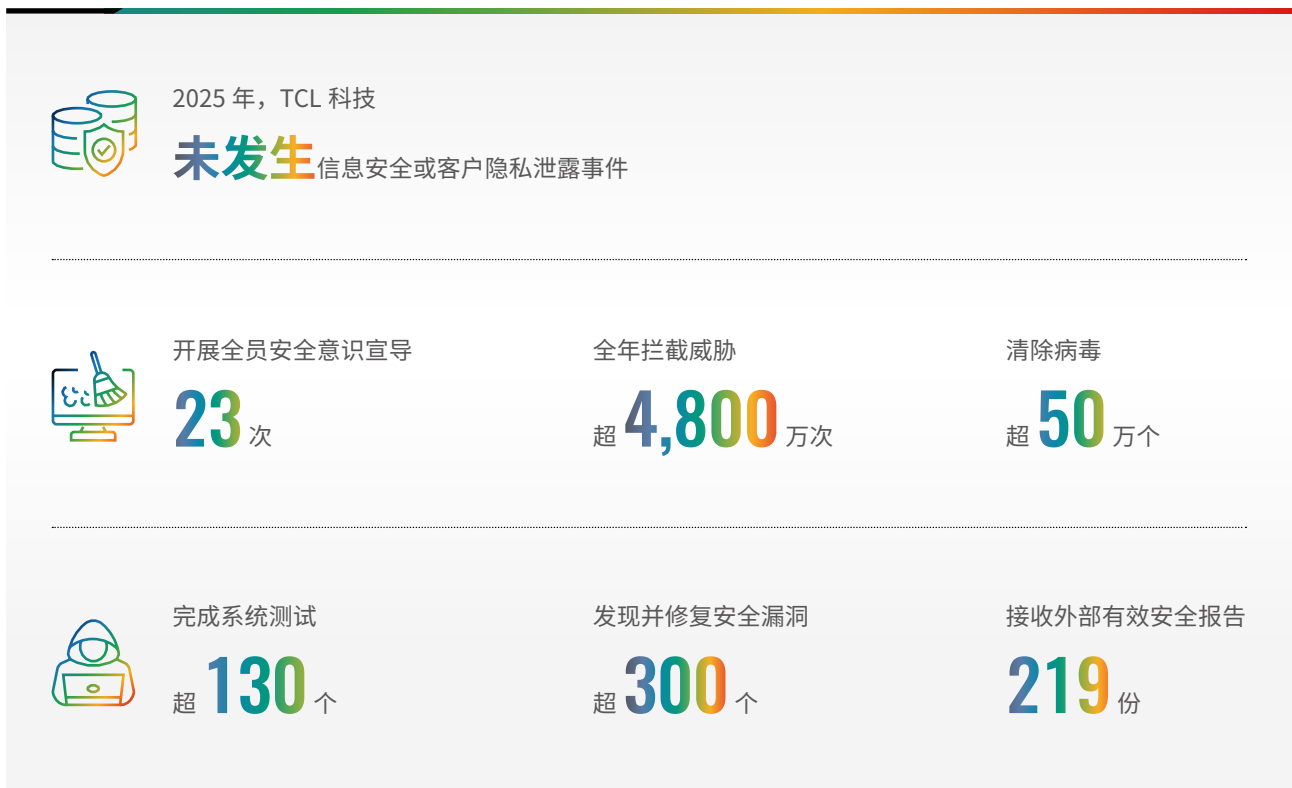 2025 年，TCL 科技
未发生信息安全或客户隐私泄露事件
开展全员安全意识宣导
23 次
全年拦截威胁
超 4,800 万次
清除病毒
超 50 万个
完成系统测试
超 130 个
发现并修复安全漏洞
超 300 个
接收外部有效安全报告
219 份